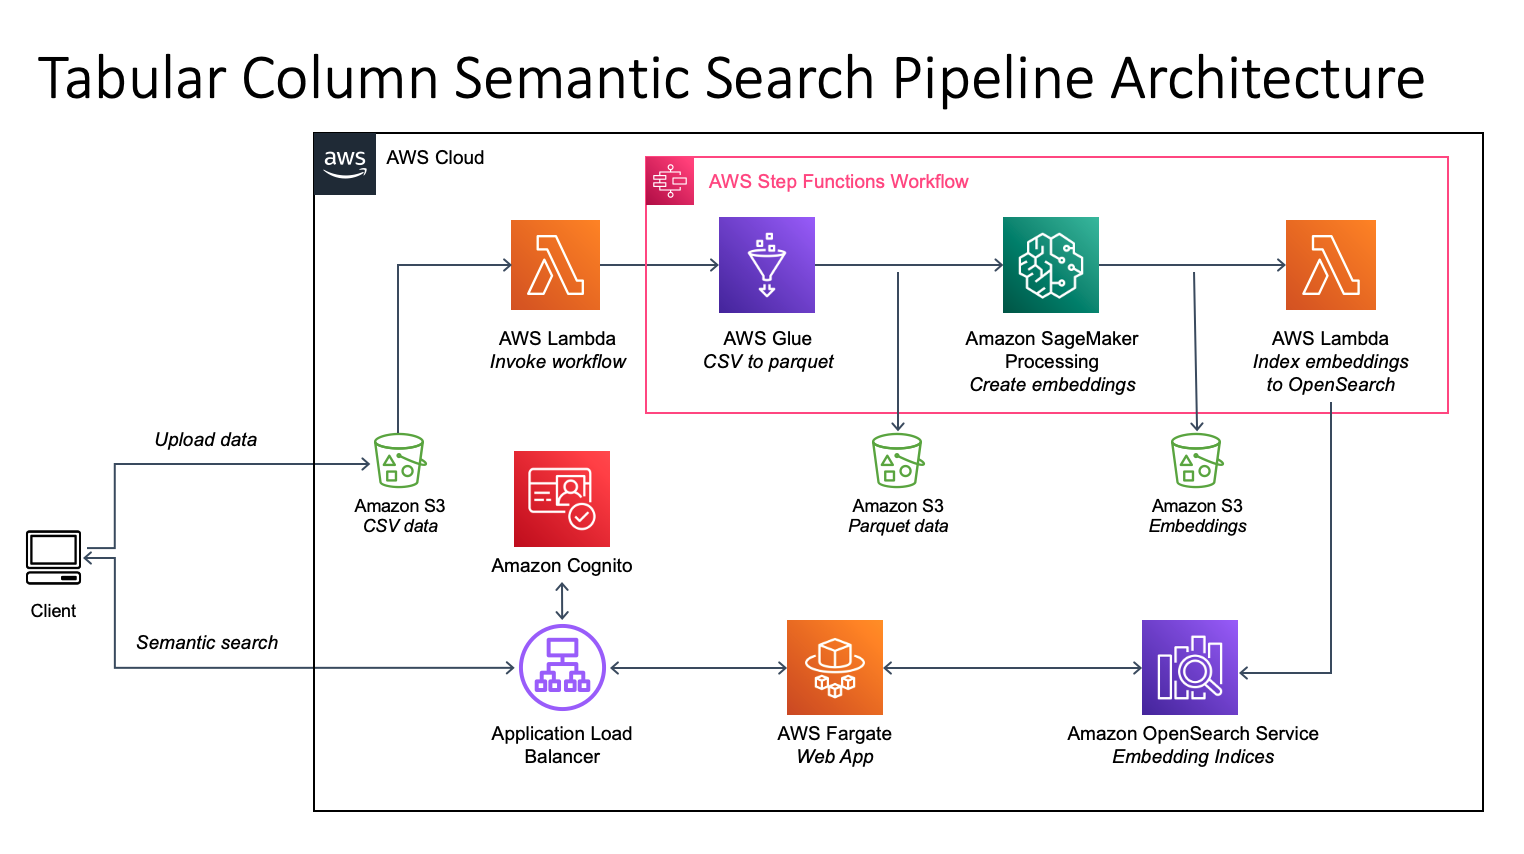 Tabular Column Semantic Search Pipeline Architecture
aws
AWS Cloud
AWS Step Functions Workflow
AWS Lambda
Invoke workflow
AWS Glue
CSV to parquet
Amazon SageMaker
Processing
Create embeddings
AWS Lambda
Index embeddings
to OpenSearch
Upload data
Amazon S3
CSV data
Amazon S3
Parquet data
Amazon S3
Embeddings
Amazon Cognito
Client
Semantic search
Application Load
Balancer
AWS Fargate
Web App
Amazon OpenSearch Service
Embedding Indices